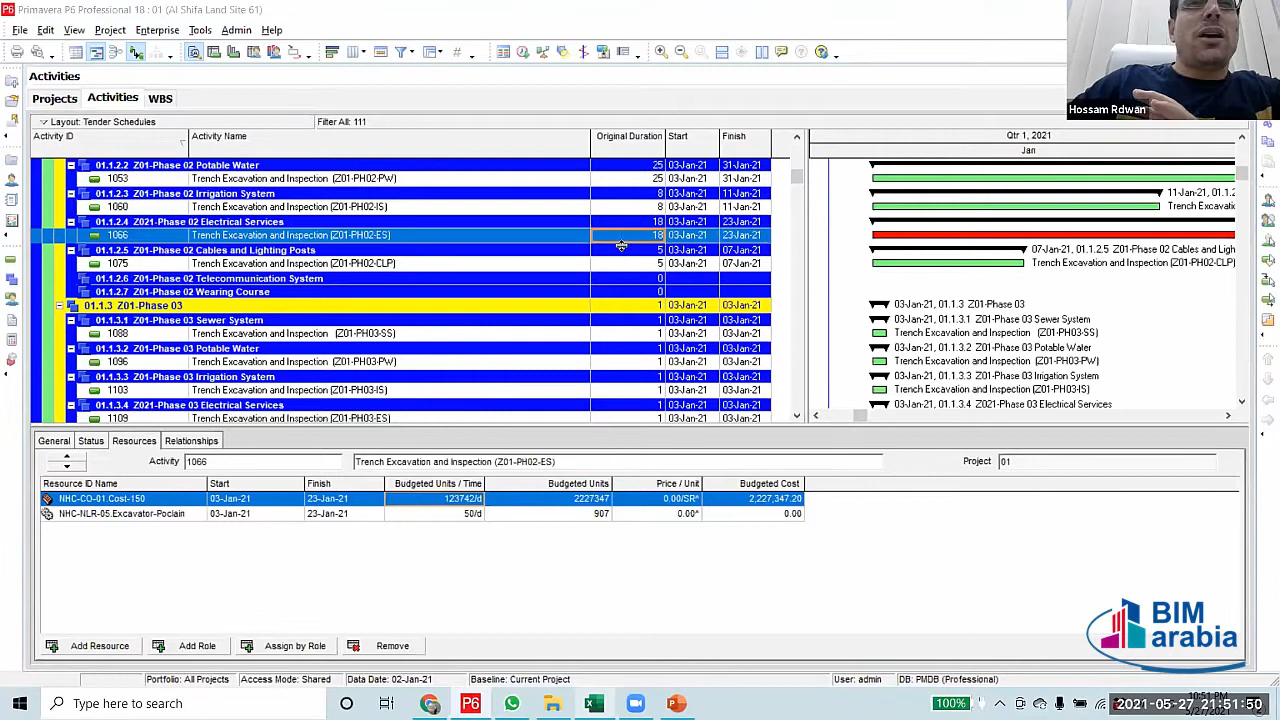 Primavera P6 Professional 18 : 01 (Al Shifa Land Site 61)
File Edit View Project Enterprise Tools Admin Help
Activities
Projects Activities WBS
Hossam Rdwan
Layout: Tender Schedules Filter All: 111
Activity ID Activity Name Original Duration Start Finish Qtr 1, 2021
Jan
01.1.2.2 Z01-Phase 02 Potable Water 25 03-Jan-21 31-Jan-21
1053 Trench Excavation and Inspection (Z01-PH02-PW) 25 03-Jan-21 31-Jan-21
01.1.2.3 Z01-Phase 02 Irrigation System 8 03-Jan-21 11-Jan-21 11-Jan-21, 01.1.2
1060 Trench Excavation and Inspection (Z01-PH02-IS) 8 03-Jan-21 11-Jan-21 Trench Excavati
01.1.2.4 Z021-Phase 02 Electrical Services 18 03-Jan-21 23-Jan-21
1066 Trench Excavation and Inspection (Z01-PH02-ES) 18 03-Jan-21 23-Jan-21
01.1.2.5 Z01-Phase 02 Cables and Lighting Posts 5 03-Jan-21 07-Jan-21 07-Jan-21, 01.1.2.5 Z01-Phase 02 Cables and Lighting
1075 Trench Excavation and Inspection (Z01-PH02-CLP) 5 03-Jan-21 07-Jan-21 Trench Excavation and Inspection (Z01-PH02-CLP)
01.1.2.6 Z01-Phase 02 Telecommunication System 0
01.1.2.7 Z01-Phase 02 Wearing Course 0
01.1.3 Z01-Phase 03 1 03-Jan-21 03-Jan-21 03-Jan-21, 01.1.3 Z01-Phase 03
01.1.3.1 Z01-Phase 03 Sewer System 1 03-Jan-21 03-Jan-21 03-Jan-21, 01.1.3.1 Z01-Phase 03 Sewer System
1088 Trench Excavation and Inspection (Z01-PH03-SS) 1 03-Jan-21 03-Jan-21 Trench Excavation and Inspection (Z01-PH03-SS)
01.1.3.2 Z01-Phase 03 Potable Water 1 03-Jan-21 03-Jan-21 03-Jan-21, 01.1.3.2 Z01-Phase 03 Potable Water
1096 Trench Excavation and Inspection (Z01-PH03-PW) 1 03-Jan-21 03-Jan-21 Trench Excavation and Inspection (Z01-PH03-PW)
01.1.3.3 Z01-Phase 03 Irrigation System 1 03-Jan-21 03-Jan-21 03-Jan-21, 01.1.3.3 Z01-Phase 03 Irrigation System
1103 Trench Excavation and Inspection (Z01-PH03-IS) 1 03-Jan-21 03-Jan-21 Trench Excavation and Inspection (Z01-PH03-IS)
01.1.3.4 Z021-Phase 03 Electrical Services 1 03-Jan-21 03-Jan-21 03-Jan-21, 01.1.3.4 Z021-Phase 03 Electrical Services
1109 Trench Excavation and Inspection (Z01-PH03-ES) 1 03-Jan-21 03-Jan-21
General Status Resources Relationships
Activity 1066 Trench Excavation and Inspection (Z01-PH02-ES) Project 01
Resource ID Name Start Finish Budgeted Units / Time Budgeted Units Price / Unit Budgeted Cost
NHC-CO-01.Cost-150 03-Jan-21 23-Jan-21 123742/d 2227347 0.00/SR^ 2,227,347.20
NHC-NLR-05.Excavator-Poclain 03-Jan-21 23-Jan-21 50/d 907 0.00^ 0.00
BIM
arabia
Add Resource Add Role Assign by Role Remove
Portfolio: All Projects Access Mode: Shared Data Date: 02-Jan-21 Baseline: Current Project User: admin DB: PMDB (Professional)
Type here to search 100% 10:51 PM
2021-05-27 21:51:50